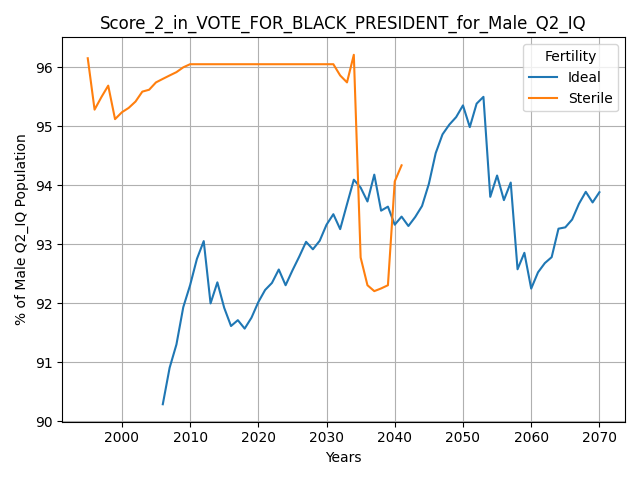 Score_2_in_VOTE_FOR_BLACK_PRESIDENT_for_Male_Q2_IQ
Fertility
Ideal
Sterile
% of Male Q2_IQ Population
96
95
94
93
92
91
90
2000 2010 2020 2030 2040 2050 2060 2070
Years